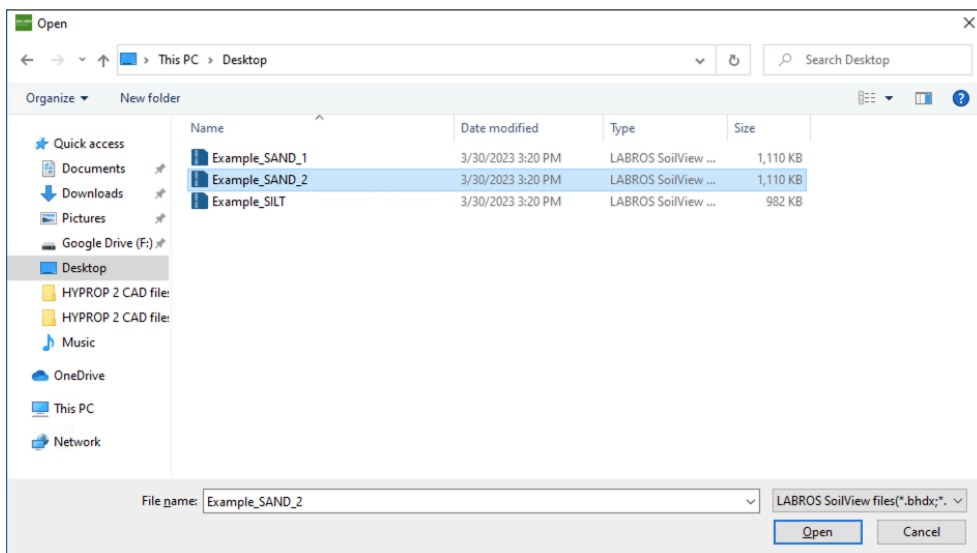 Open
This PC > Desktop
Search Desktop
Organize
New folder
Name
Date modified
Type
Size
Quick access
Documents
Downloads
Pictures
Google Drive (F:)
Desktop
HYPROP 2 CAD file
HYPROP 2 CAD file
Music
OneDrive
This PC
Network
Example_SAND_1 3/30/2023 3:20 PM LABROS SoilView ... 1,110 KB
Example_SAND_2 3/30/2023 3:20 PM LABROS SoilView ... 1,110 KB
Example_SILT 3/30/2023 3:20 PM LABROS SoilView ... 982 KB
File name: Example_SAND_2
LABROS SoilView files(*.bhdx;*.
Open
Cancel